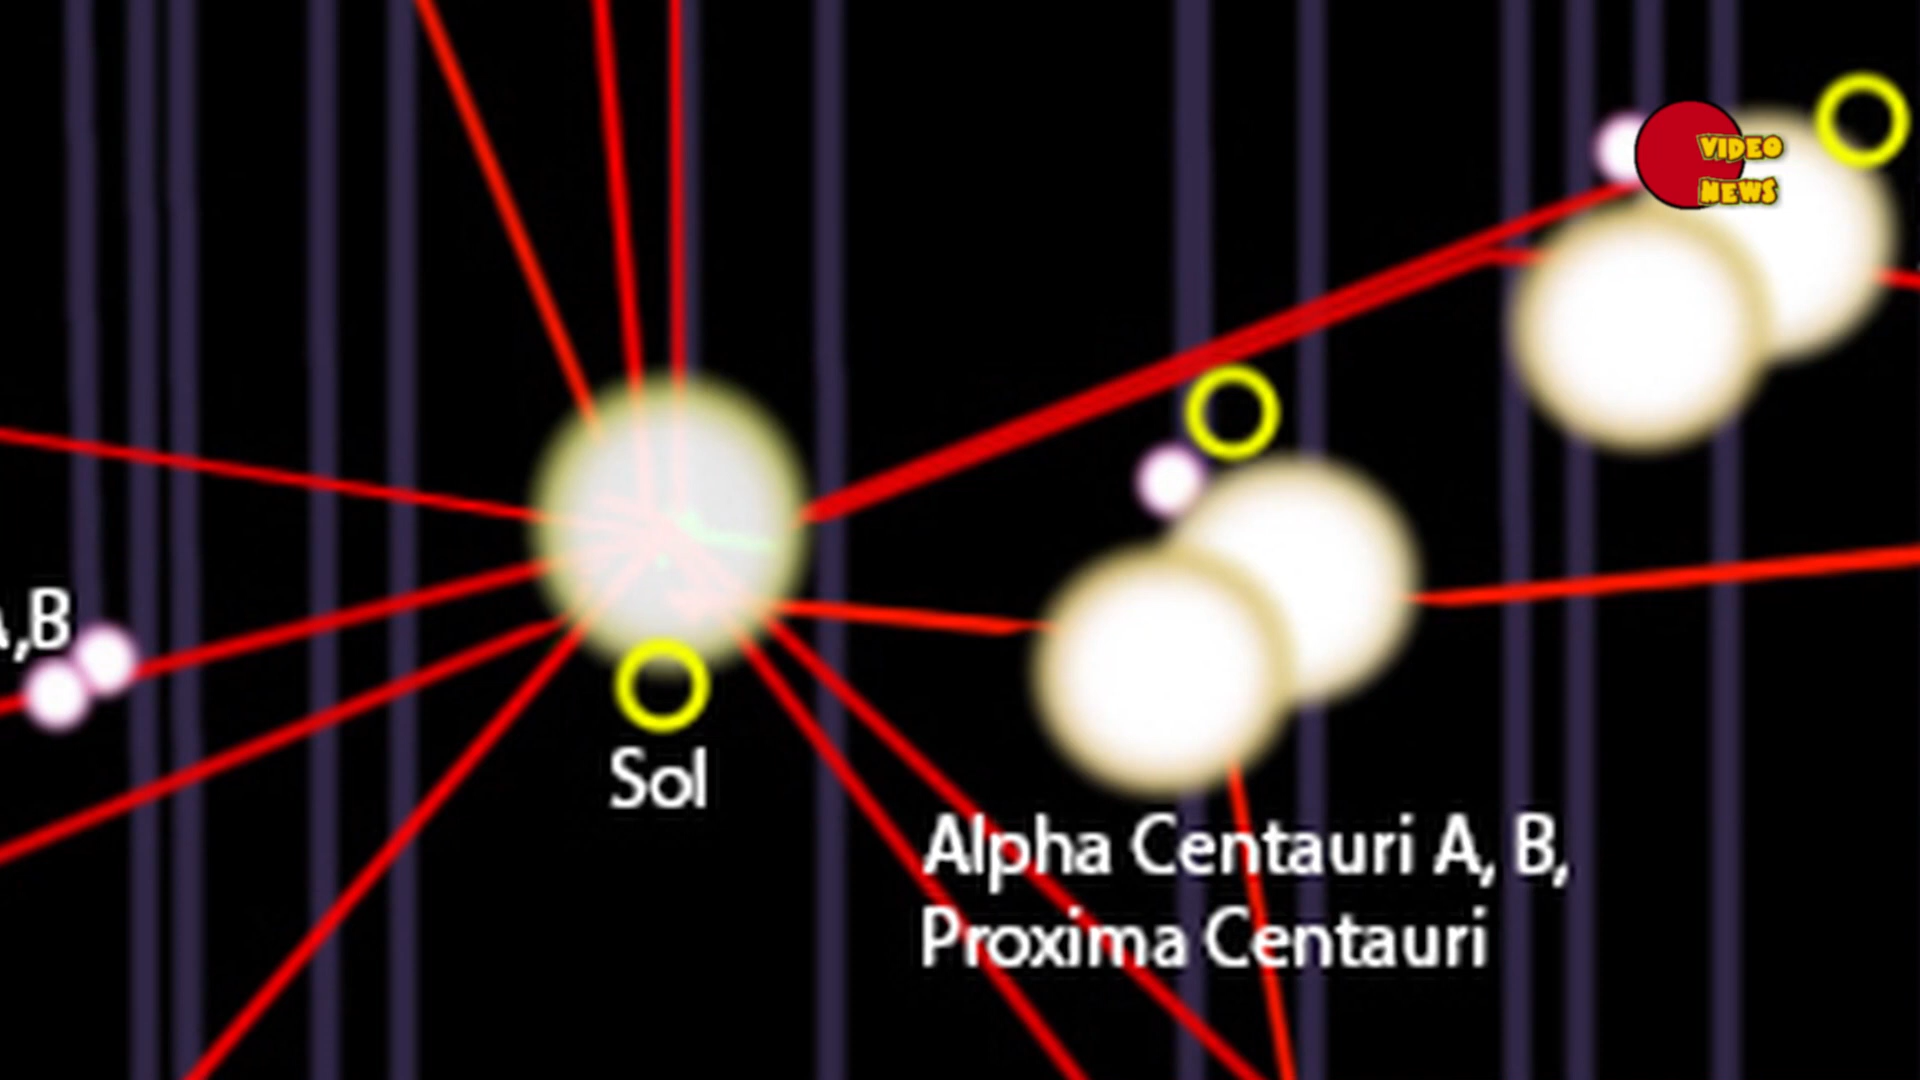 VIDEO
NEWS
A,B
Sol
Alpha Centauri A, B,
Proxima Centauri